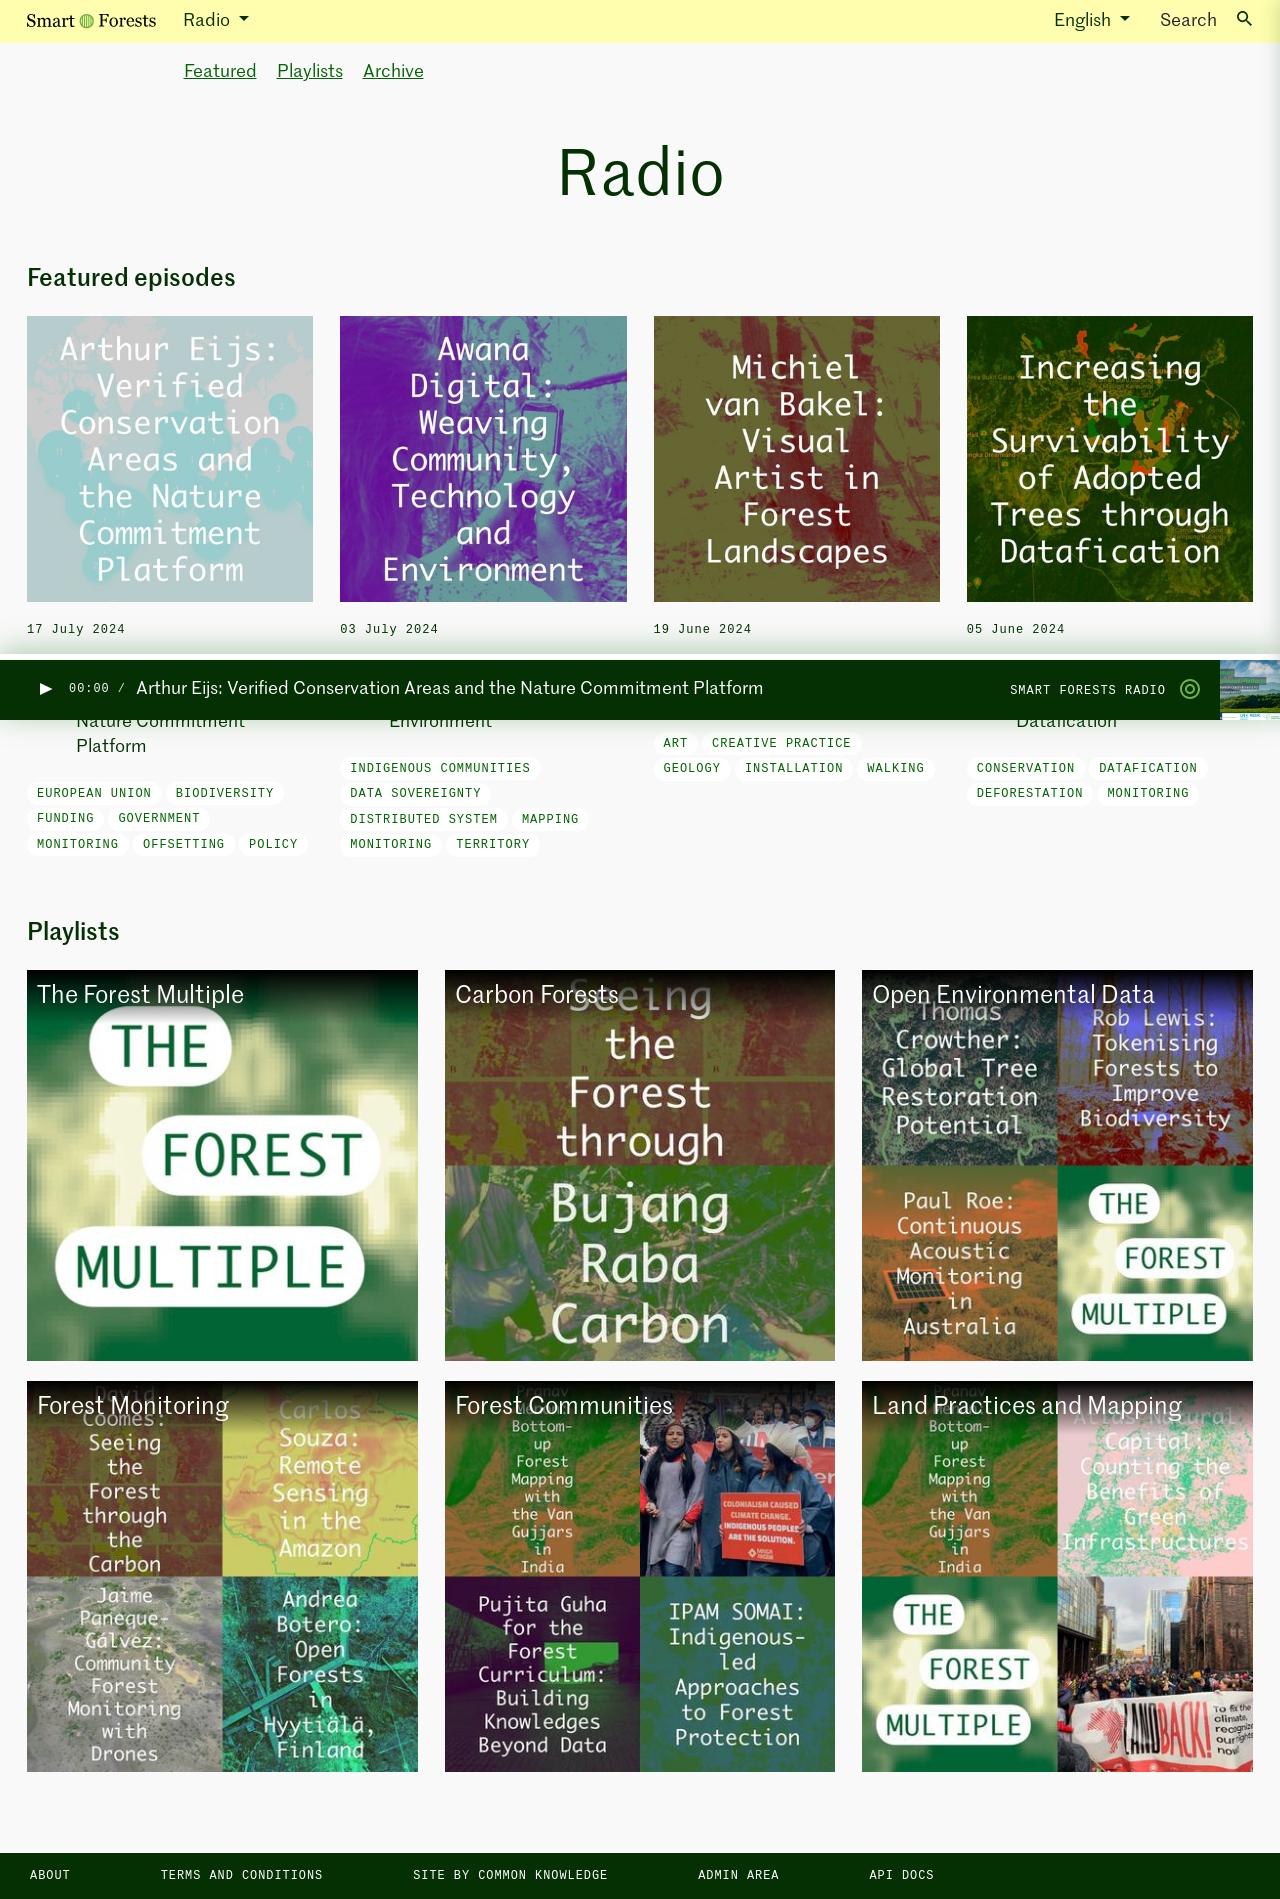 Smart Forests
Radio
English
Search
Featured Playlists Archive
Radio
Featured episodes
Arthur Eijs:
Verified
Conservation
Areas and
the Nature
Commitment
Platform
17 July 2024
Awana
Digital:
Weaving
Community,
Technology
and
Environment
03 July 2024
Michiel
van Bakel:
Visual
Artist in
Forest
Landscapes
19 June 2024
Increasing
the
Survivability
of Adopted
Trees through
Datafication
05 June 2024
00:00 / Arthur Eijs: Verified Conservation Areas and the Nature Commitment Platform
SMART FORESTS RADIO
Nature Commitment
Platform
EUROPEAN UNION BIODIVERSITY
FUNDING GOVERNMENT
MONITORING OFFSETTING POLICY
Environment
INDIGENOUS COMMUNITIES
DATA SOVEREIGNTY
DISTRIBUTED SYSTEM MAPPING
MONITORING TERRITORY
ART CREATIVE PRACTICE
GEOLOGY INSTALLATION WALKING
Datafication
CONSERVATION DATAFICATION
DEFORESTATION MONITORING
Playlists
The Forest Multiple
THE
FOREST
MULTIPLE
Carbon Forests
Seeing
the
Forest
through
Bujang
Raba
Carbon
Open Environmental Data
Thomas
Crowther:
Global Tree
Restoration
Potential
Rob Lewis:
Tokenising
Forests to
Improve
Biodiversity
Paul Roe:
Continuous
Acoustic
Monitoring
in
Australia
THE
FOREST
MULTIPLE
Forest Monitoring
David
Coomes:
Seeing
the
Forest
through
the
Carbon
Carlos
Souza:
Remote
Sensing
in the
Amazon
Jaime
Paneque-
Gálvez:
Community
Forest
Monitoring
with
Drones
Andrea
Botero:
Open
Forests
in
Hyytiälä,
Finland
Forest Communities
Pranav
Bottom-
up
Forest
Mapping
with
the Van
Gujjars
in
India
COLONIALISM CAUSED
CLIMATE CHANGE.
INDIGENOUS PEOPLES
ARE THE SOLUTION.
Pujita Guha
for the
Forest
Curriculum:
Building
Knowledges
Beyond Data
IPAM SOMAI:
Indigenous-
led
Approaches
to Forest
Protection
Land Practices and Mapping
Pranav
Bottom-
up
Forest
Mapping
with
the Van
Gujjars
in
India
Natural
Capital:
Counting the
Benefits of
Green
Infrastructures
THE
FOREST
MULTIPLE
LANDBACK!
To fix the
climate,
recognize
our rights
now!
ABOUT
TERMS AND CONDITIONS
SITE BY COMMON KNOWLEDGE
ADMIN AREA
API DOCS